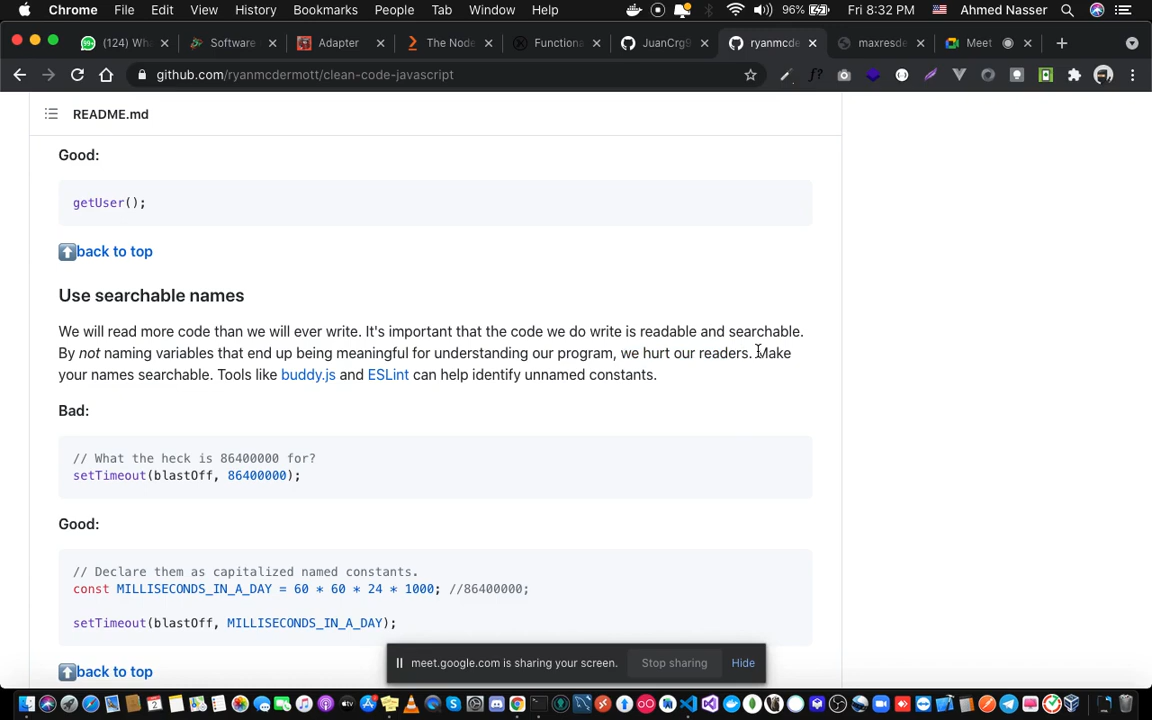 Chrome File Edit View History Bookmarks People Tab Window Help 96% Fri 8:32 PM Ahmed Nasser
(124) Wha Software Adapter The Node Functiona JuanCrg9 ryanmcde maxresde Meet
github.com/ryanmcdermott/clean-code-javascript
README.md
Good:
getUser();
back to top
Use searchable names
We will read more code than we will ever write. It's important that the code we do write is readable and searchable.
By not naming variables that end up being meaningful for understanding our program, we hurt our readers. Make
your names searchable. Tools like buddy.js and ESLint can help identify unnamed constants.
Bad:
// What the heck is 86400000 for?
setTimeout(blastOff, 86400000);
Good:
// Declare them as capitalized named constants.
const MILLISECONDS_IN_A_DAY = 60 * 60 * 24 * 1000; //86400000;
setTimeout(blastOff, MILLISECONDS_IN_A_DAY);
meet.google.com is sharing your screen. Stop sharing Hide
back to top